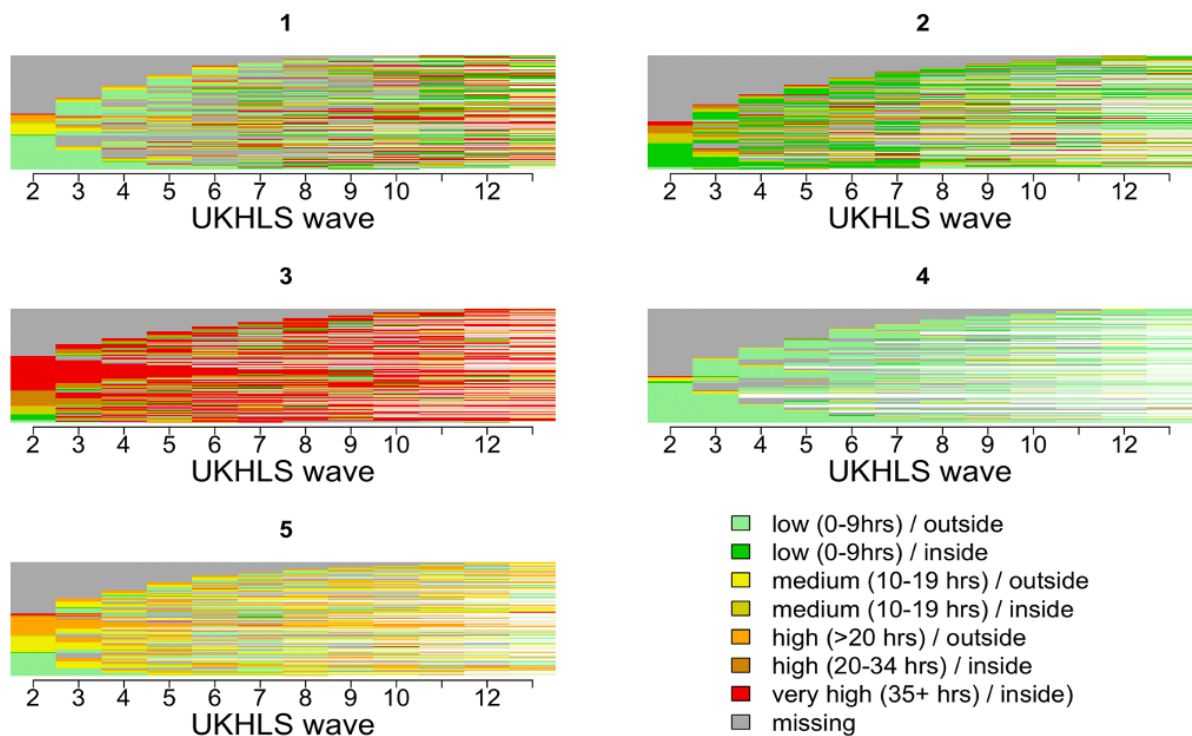 1
2
2 3 4 5 6 7 8 9 10 12
UKHLS wave
2 3 4 5 6 7 8 9 10 12
UKHLS wave
3
4
2 3 4 5 6 7 8 9 10 12
UKHLS wave
2 3 4 5 6 7 8 9 10 12
UKHLS wave
5
2 3 4 5 6 7 8 9 10 12
UKHLS wave
low (0-9hrs) / outside
low (0-9hrs) / inside
medium (10-19 hrs) / outside
medium (10-19 hrs) / inside
high (>20 hrs) / outside
high (20-34 hrs) / inside
very high (35+ hrs) / inside)
missing